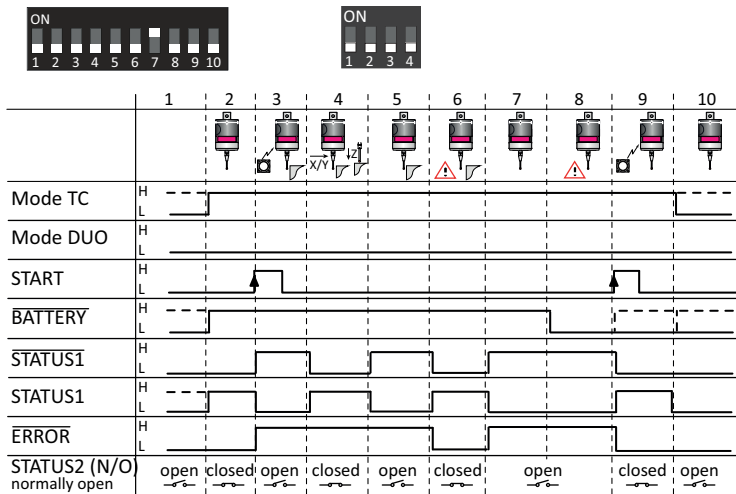 ON
1 2 3 4 5 6 7 8 9 10
ON
1 2 3 4
1 2 3 4 5 6 7 8 9 10
X/Y Z
! !
Mode TC H
L
Mode DUO H
L
START H
L
BATTERY H
L
STATUS1 H
L
STATUS1 H
L
ERROR H
L
STATUS2 (N/O) open closed open closed open closed open closed open
normally open